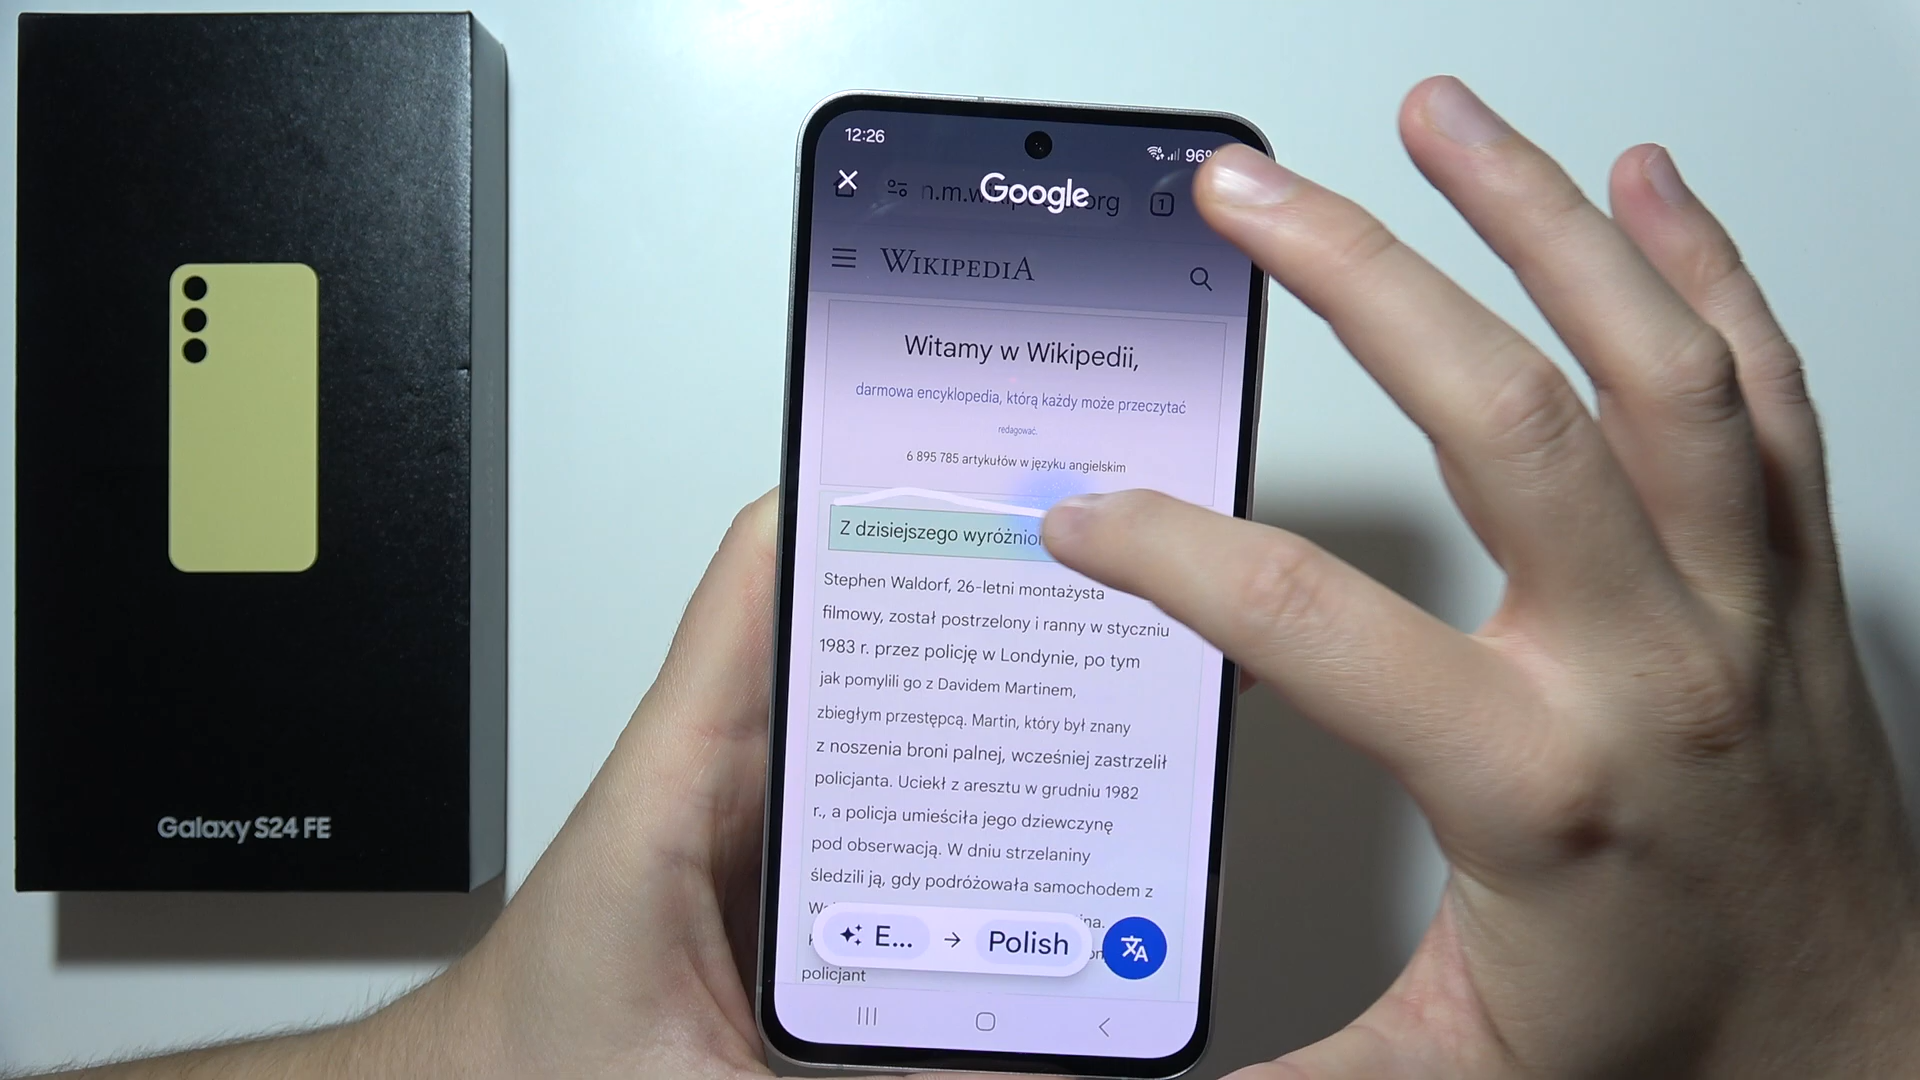 Galaxy S24 FE
12:26
96%
Google
1
WIKIPEDIA
Witamy w Wikipedii,
darmowa encyklopedia, którą każdy może przeczytać
redagować.
6 895 785 artykułów w języku angielskim
Z dzisiejszego
Stephen Waldorf, 26-letni montażysta
filmowy, został postrzelony i ranny w styczniu
1983 r. przez policję w Londynie, po tym
jak pomylili go z Davidem Martinem,
zbiegłym przestępcą. Martin, który był znany
z noszenia broni palnej, wcześniej zastrzelił
policjanta. Uciekł z aresztu w grudniu 1982
r., a policja umieściła jego dziewczynę
pod obserwacją. W dniu strzelaniny
śledzili ją, gdy podróżowała samochodem z
E... → Polish
policjant